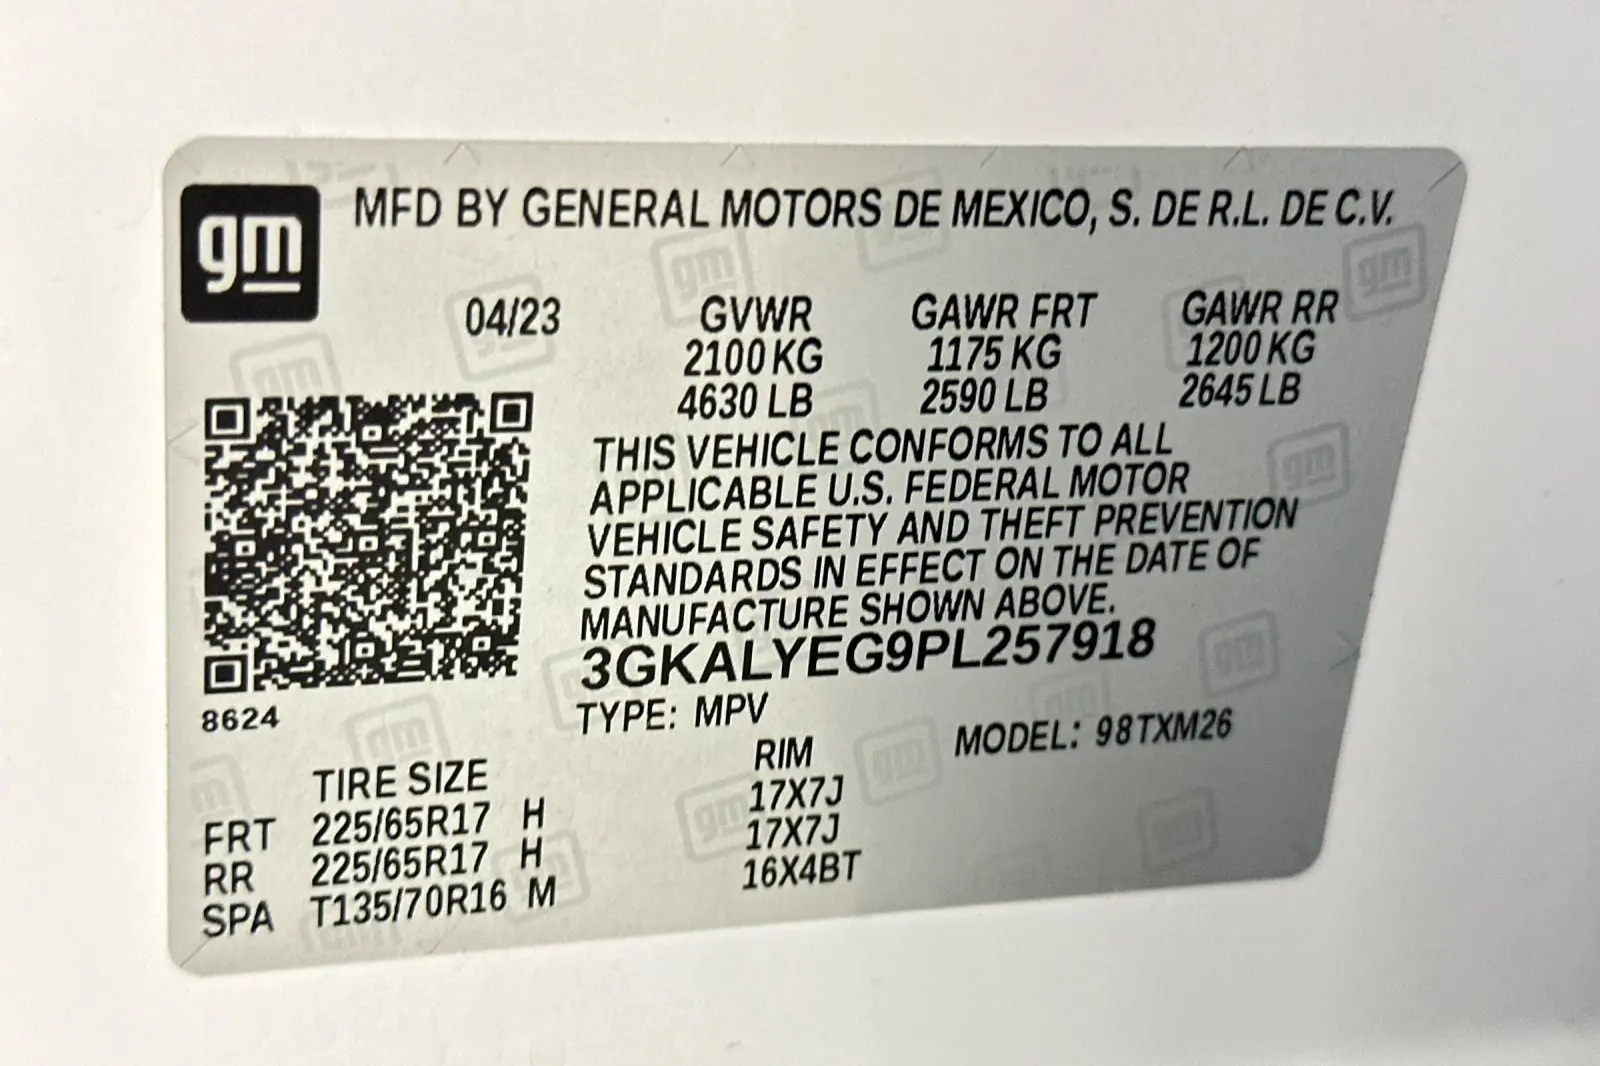 gm
MFD BY GENERAL MOTORS DE MEXICO, S. DE R.L. DE C.V.
04/23 GVWR GAWR FRT GAWR RR
2100 KG 1175 KG 1200 KG
4630 LB 2590 LB 2645 LB
THIS VEHICLE CONFORMS TO ALL
APPLICABLE U.S. FEDERAL MOTOR
VEHICLE SAFETY AND THEFT PREVENTION
STANDARDS IN EFFECT ON THE DATE OF
MANUFACTURE SHOWN ABOVE.
3GKALYEG9PL257918
8624
TYPE: MPV MODEL: 98TXM26
TIRE SIZE RIM
FRT 225/65R17 H 17X7J
RR 225/65R17 H 17X7J
SPA T135/70R16 M 16X4BT